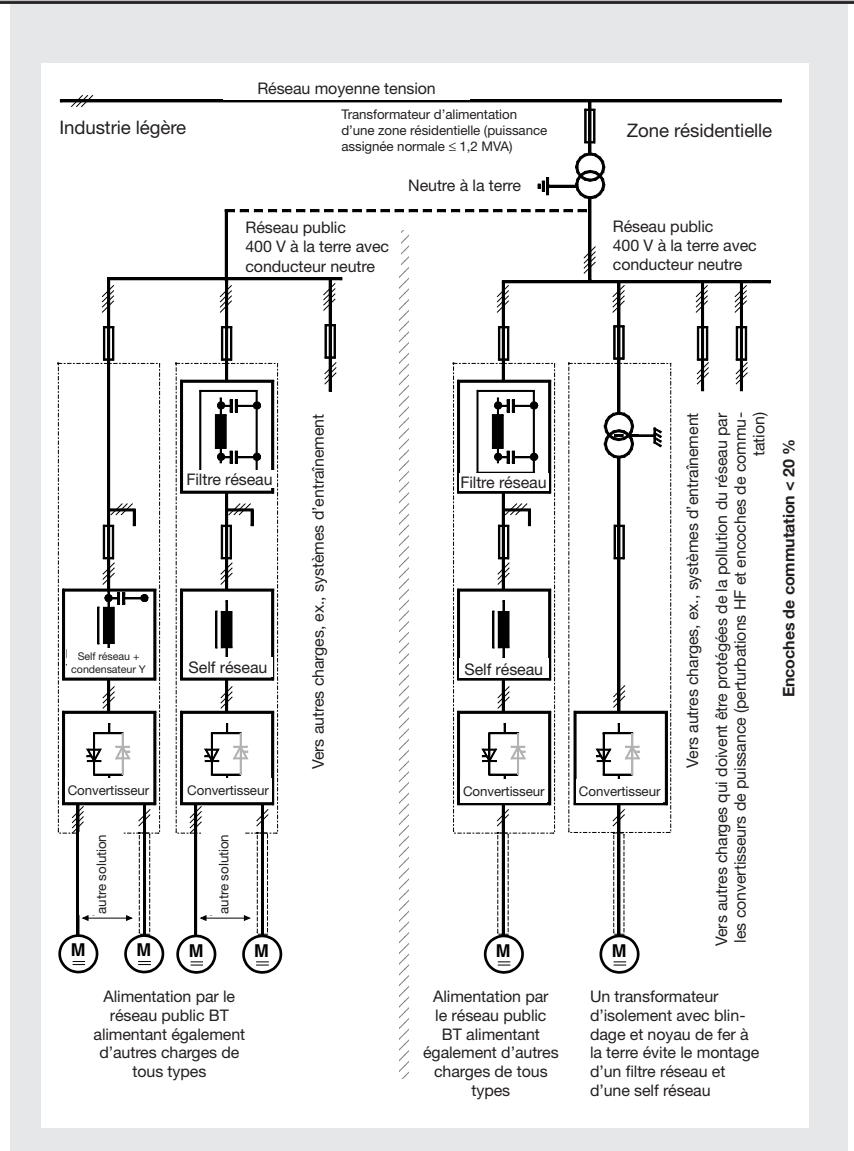 Réseau moyenne tension
Industrie légère
Transformateur d'alimentation
d'une zone résidentielle (puissance
assignée normale ≤ 1,2 MVA)
Zone résidentielle
Neutre à la terre
Réseau public
400 V à la terre avec
conducteur neutre
Réseau public
400 V à la terre avec
conducteur neutre
Filtre réseau
Filtre réseau
Self réseau +
condensateur Y
Self réseau
Self réseau
Convertisseur
Convertisseur
Convertisseur
Convertisseur
Vers autres charges, ex., systèmes d'entraînement
Vers autres charges, ex., systèmes d'entraînement
Vers autres charges qui doivent être protégées de la pollution du réseau par
les convertisseurs de puissance (perturbations HF et encoches de commu-
tation)
Encoches de commutation < 20 %
autre solution
autre solution
M
M
M
M
M
M
Alimentation par le
réseau public BT
alimentant également
d'autres charges de
tous types
Alimentation par
le réseau public
BT alimentant
également d'autres
charges de tous
types
Un transformateur
d'isolement avec blin-
dage et noyau de fer à
la terre évite le montage
d'un filtre réseau et
d'une self réseau